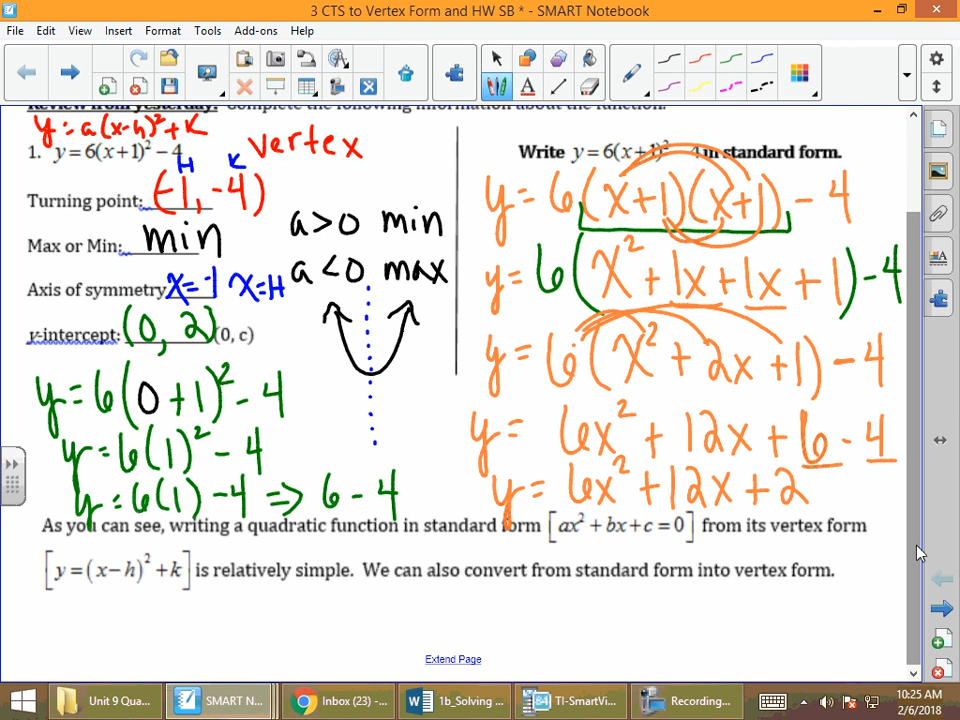 3 CTS to Vertex Form and HW SB * - SMART Notebook
File Edit View Insert Format Tools Add-ons Help
Review from yesterday: Complete the following information about the function.
y = a(x-h)² + K
1. y = 6(x+1)² - 4
vertex
H K
Turning point: (-1, -4)
Max or Min: min
a>0 min
a<0 max
Axis of symmetry x=-1 x=H
y-intercept: (0, 2) (0, c)
y = 6(0+1)² - 4
y = 6(1)² - 4
y = 6(1) - 4 => 6 - 4
Write y = 6(x+1)² - 4 in standard form.
y = 6(x+1)(x+1) - 4
y = 6(x² + 1x + 1x + 1) - 4
y = 6(x² + 2x + 1) - 4
y = 6x² + 12x + 6 - 4
y = 6x² + 12x + 2
As you can see, writing a quadratic function in standard form [ax² + bx + c = 0] from its vertex form
[y = (x-h)² + k] is relatively simple. We can also convert from standard form into vertex form.
Extend Page
Unit 9 Qua... SMART No... Inbox (23) -... 1b_Solving ... TI-SmartVi... Recording...
10:25 AM
2/6/2018